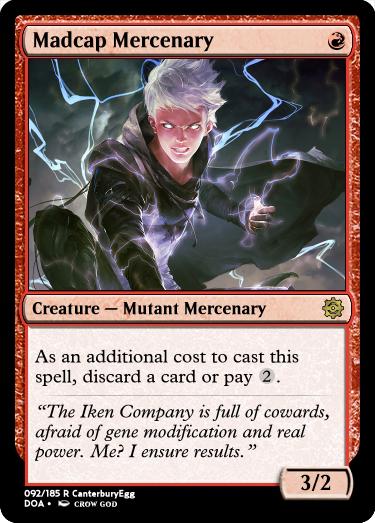 Madcap Mercenary
Creature — Mutant Mercenary
As an additional cost to cast this
spell, discard a card or pay 2.
“The Iken Company is full of cowards,
afraid of gene modification and real
power. Me? I ensure results.”
3/2
092/185 R CanterburyEgg
DOA • CROW GOD